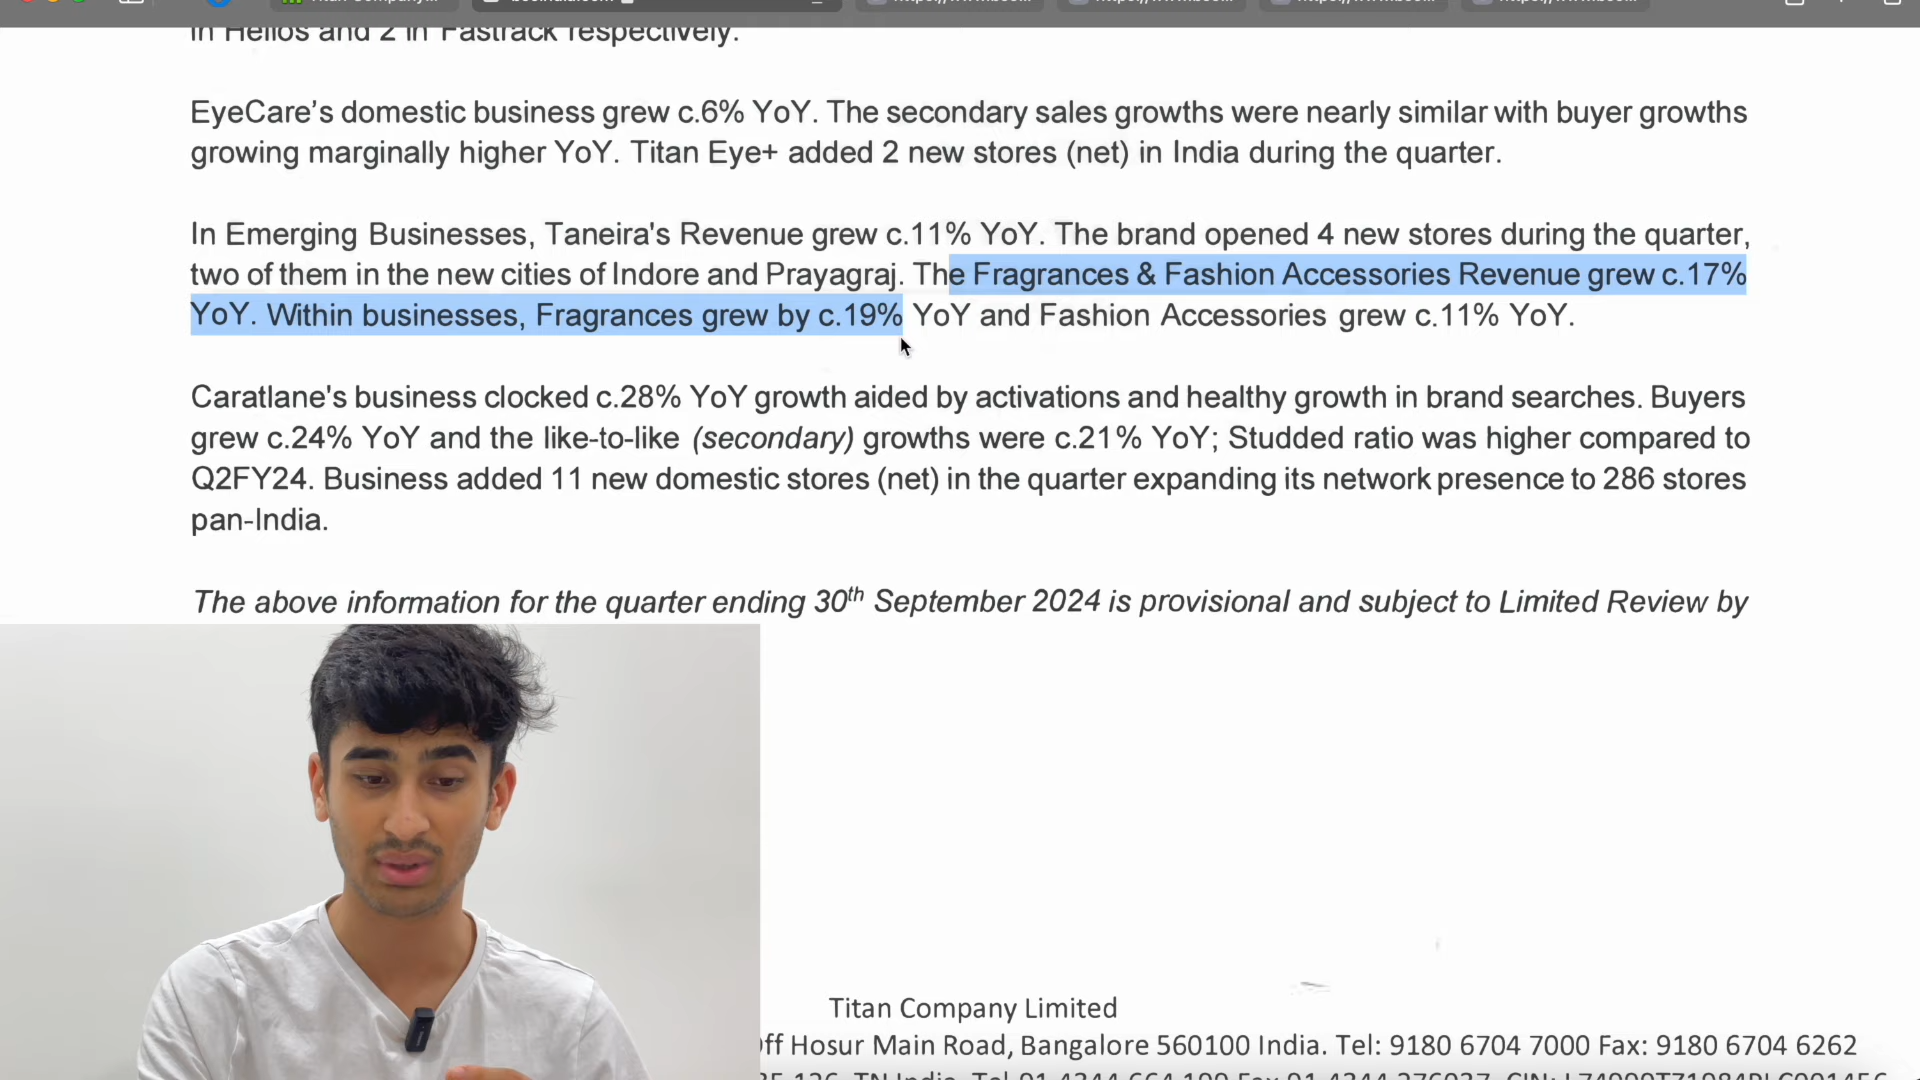 in Helios and 2 in Fastrack respectively.
EyeCare's domestic business grew c.6% YoY. The secondary sales growths were nearly similar with buyer growths
growing marginally higher YoY. Titan Eye+ added 2 new stores (net) in India during the quarter.
In Emerging Businesses, Taneira's Revenue grew c.11% YoY. The brand opened 4 new stores during the quarter,
two of them in the new cities of Indore and Prayagraj. The Fragrances & Fashion Accessories Revenue grew c.17%
YoY. Within businesses, Fragrances grew by c.19% YoY and Fashion Accessories grew c.11% YoY.
Caratlane's business clocked c.28% YoY growth aided by activations and healthy growth in brand searches. Buyers
grew c.24% YoY and the like-to-like (secondary) growths were c.21% YoY; Studded ratio was higher compared to
Q2FY24. Business added 11 new domestic stores (net) in the quarter expanding its network presence to 286 stores
pan-India.
The above information for the quarter ending 30th September 2024 is provisional and subject to Limited Review by
Titan Company Limited
Off Hosur Main Road, Bangalore 560100 India. Tel: 9180 6704 7000 Fax: 9180 6704 6262